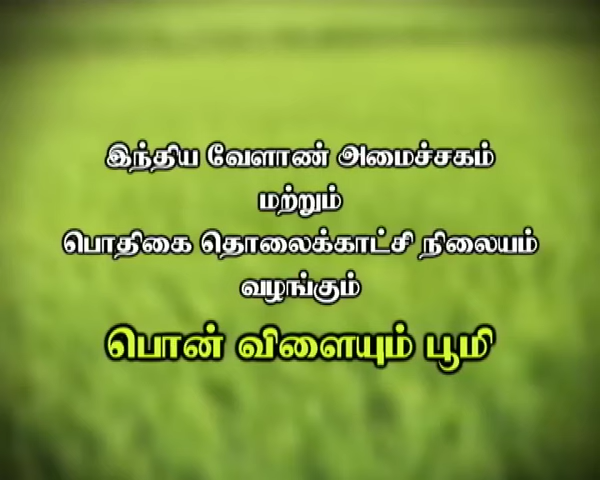 இந்திய வேளாண் அமைச்சகம்
மற்றும்
பொதிகை தொலைக்காட்சி நிலையம்
வழங்கும்
பொன் விளையும் பூமி